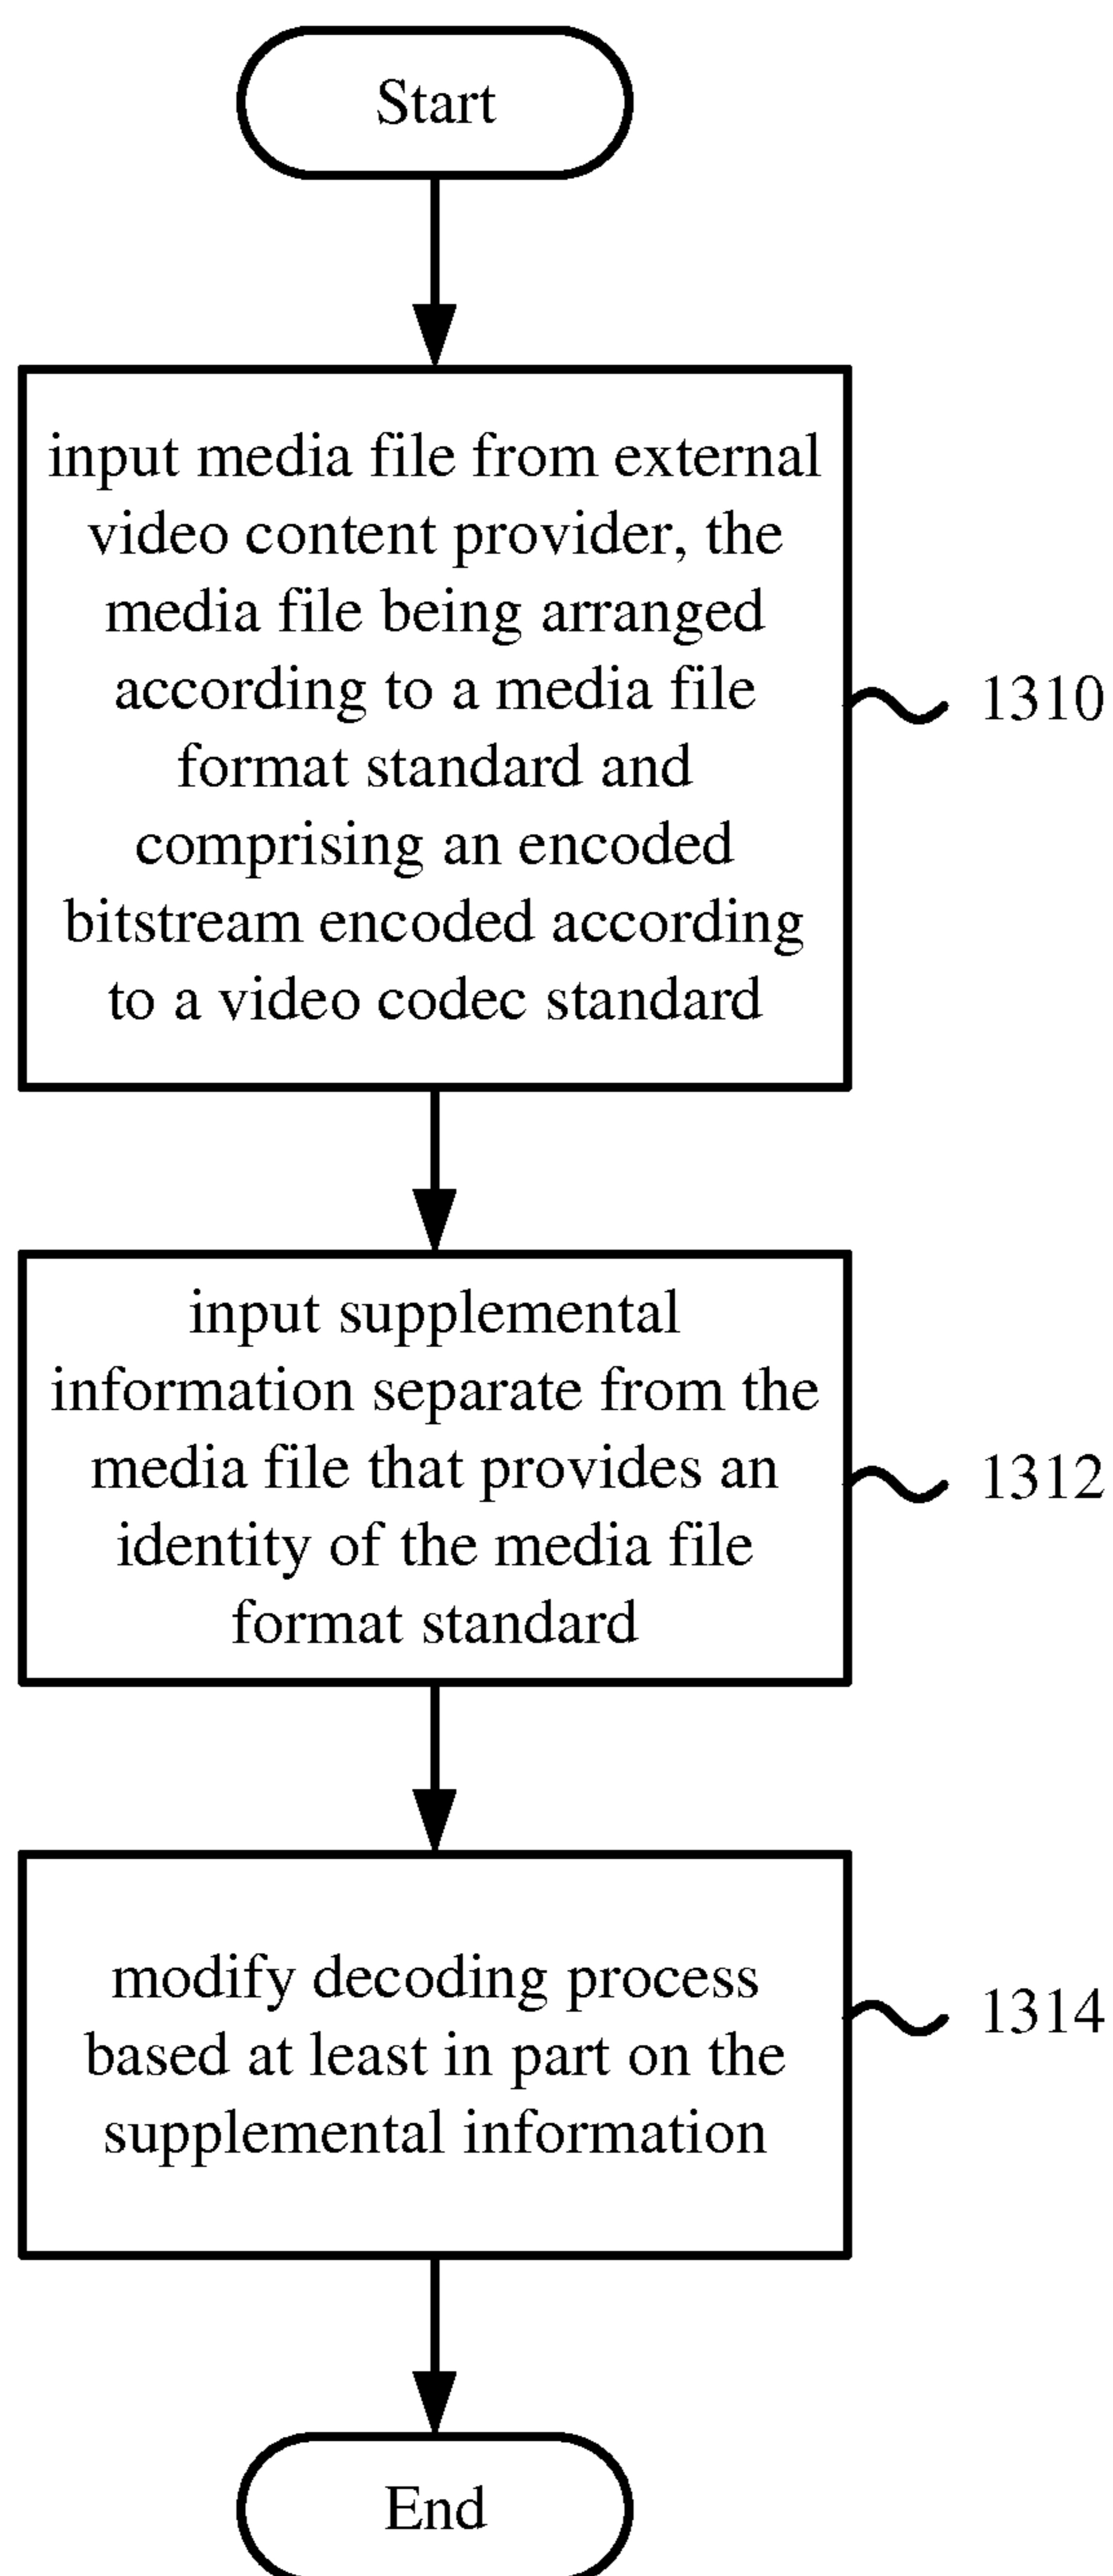 Start
input media file from external
video content provider, the
media file being arranged
according to a media file
format standard and
comprising an encoded
bitstream encoded according
to a video codec standard
1310
input supplemental
information separate from the
media file that provides an
identity of the media file
format standard
1312
modify decoding process
based at least in part on the
supplemental information
1314
End